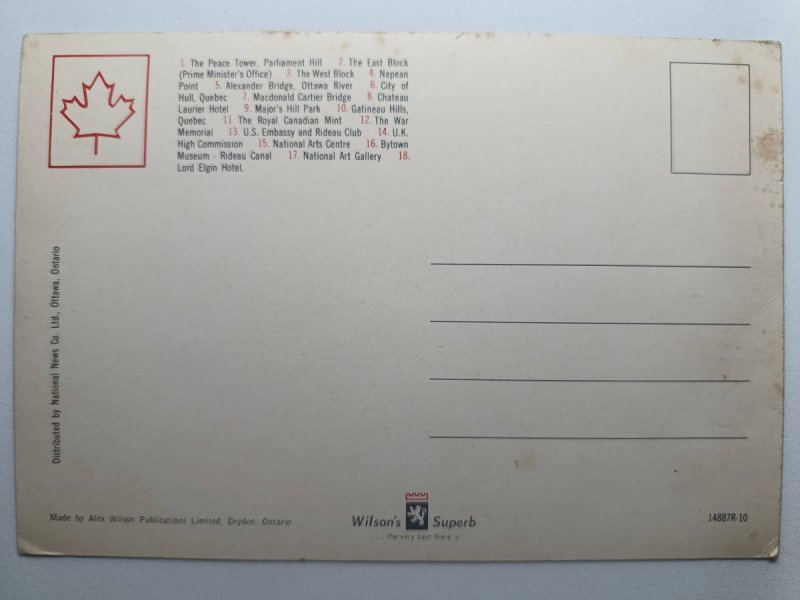 1. The Peace Tower, Parliament Hill 2. The East Block
(Prime Minister's Office) 3. The West Block 4. Nepean
Point 5. Alexander Bridge, Ottawa River 6. City of
Hull, Quebec 7. Macdonald Cartier Bridge 8. Chateau
Laurier Hotel 9. Major's Hill Park 10. Gatineau Hills,
Quebec 11. The Royal Canadian Mint 12. The War
Memorial 13. U.S. Embassy and Rideau Club 14. U.K.
High Commission 15. National Arts Centre 16. Bytown
Museum - Rideau Canal 17. National Art Gallery 18.
Lord Elgin Hotel.
Distributed by National News Co. Ltd., Ottawa, Ontario
Made by Alex Wilson Publications Limited, Dryden, Ontario
Wilson's Superb
... the very best there is
14887R-10